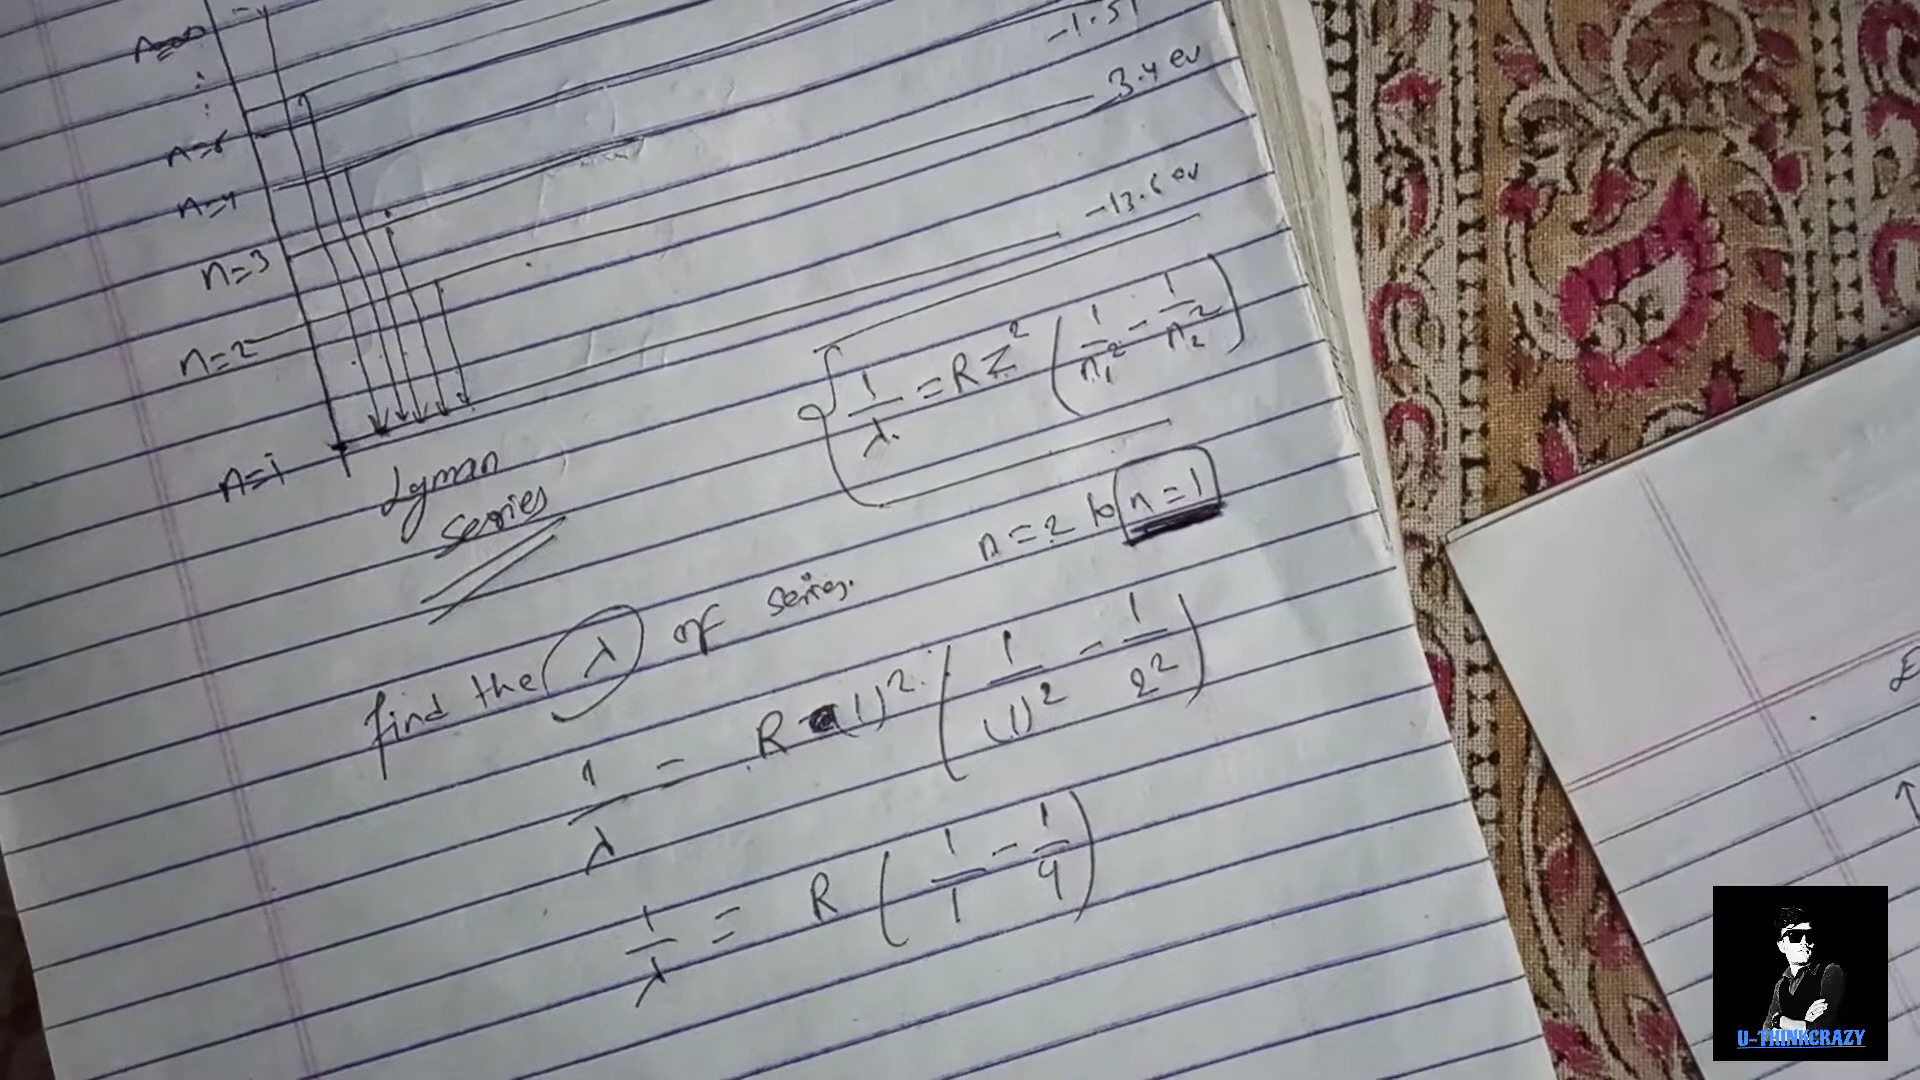 n=∞
-1.51
3.4 ev
n=4
n=3
-13.6 ev
n=2
n=1
Lyman
series
1/λ = RZ² (1/n₁² - 1/n₂²)
n=2 to n=1
find the λ of series.
1/λ = R (1)² (1/(1)² - 1/2²)
1/λ = R (1/1 - 1/4)
U-THINKCRAZY